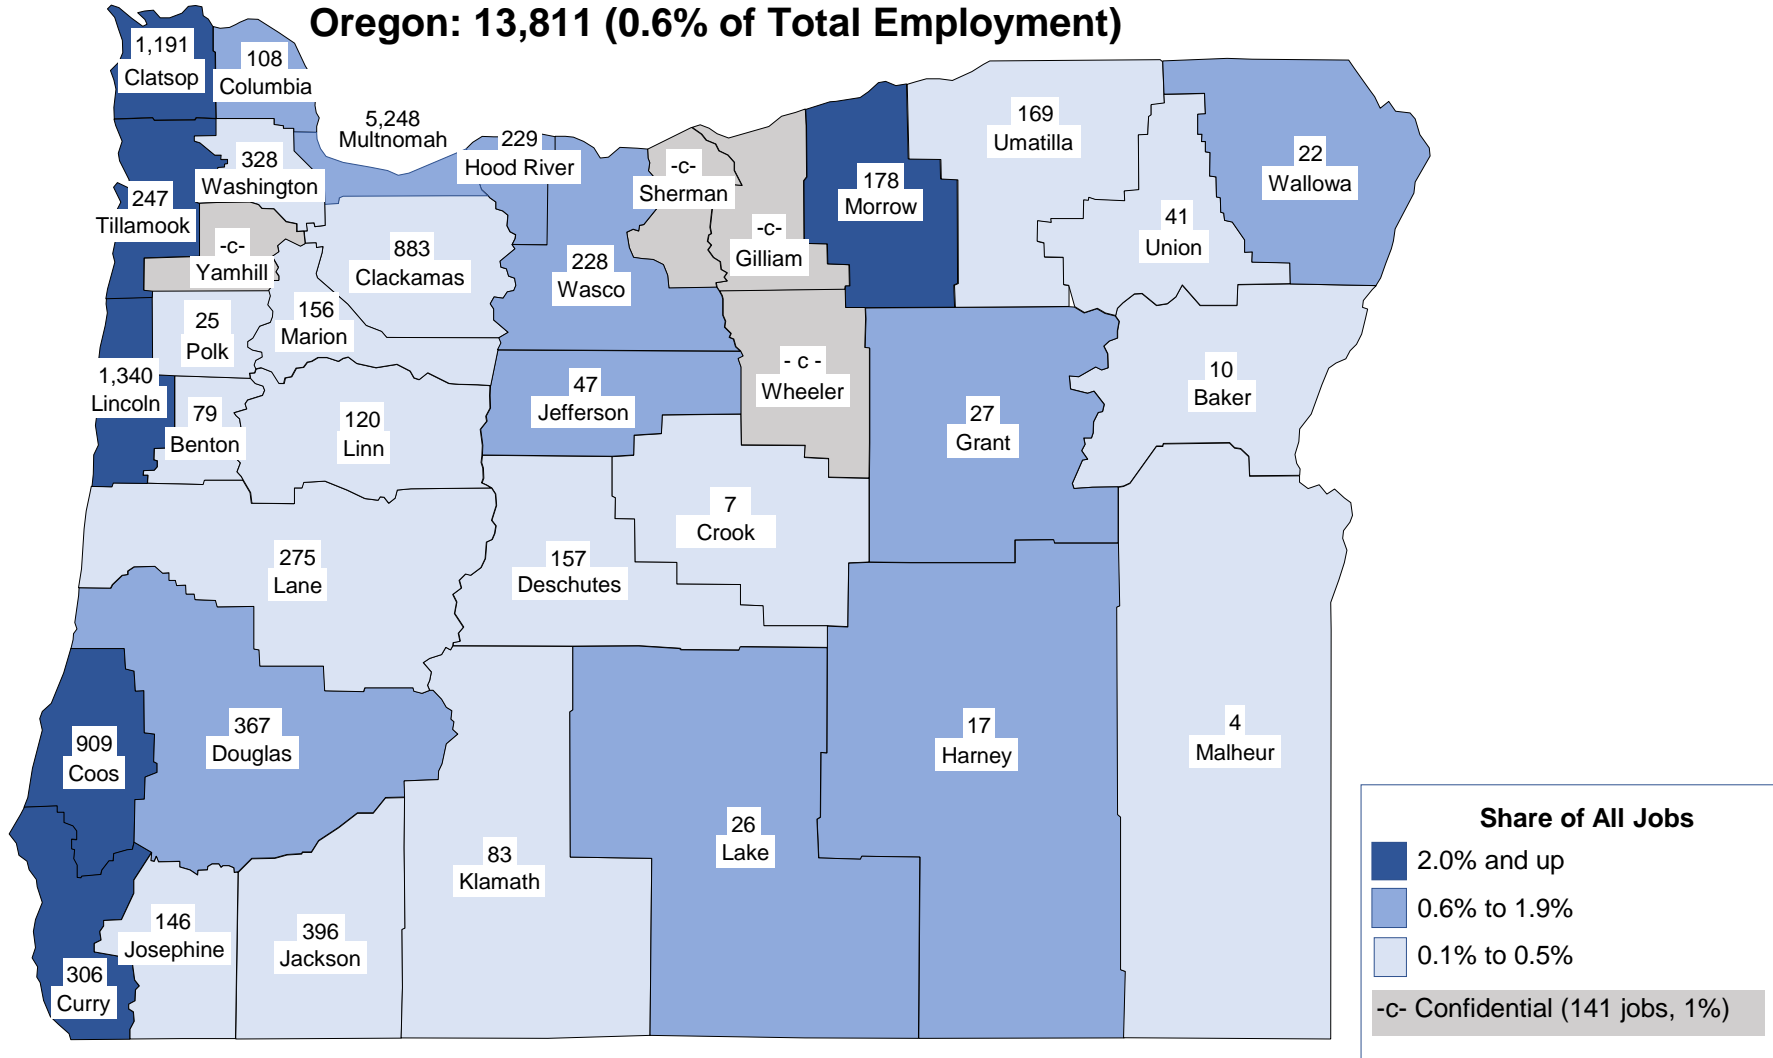 Oregon: 13,811 (0.6% of Total Employment)
1,191
Clatsop
108
Columbia
5,248
Multnomah
229
Hood River
328
Washington
247
Tillamook
-c-
Yamhill
883
Clackamas
228
Wasco
-c-
Sherman
-c-
Gilliam
178
Morrow
169
Umatilla
41
Union
22
Wallowa
25
Polk
156
Marion
1,340
Lincoln
79
Benton
120
Linn
47
Jefferson
- c -
Wheeler
27
Grant
10
Baker
275
Lane
157
Deschutes
7
Crook
909
Coos
367
Douglas
17
Harney
4
Malheur
306
Curry
146
Josephine
396
Jackson
83
Klamath
26
Lake
Share of All Jobs
2.0% and up
0.6% to 1.9%
0.1% to 0.5%
-c- Confidential (141 jobs, 1%)